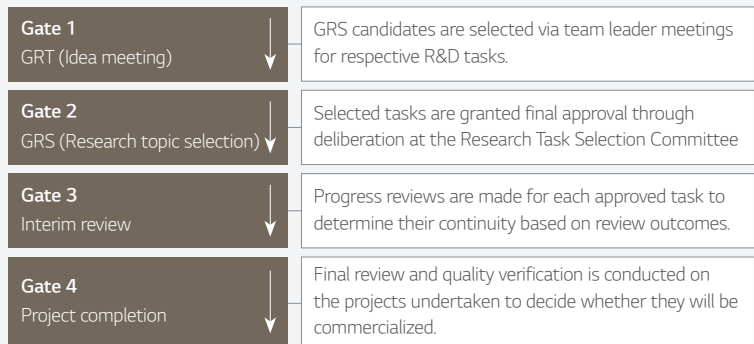 Gate 1
GRT (Idea meeting)
GRS candidates are selected via team leader meetings
for respective R&D tasks.
Gate 2
GRS (Research topic selection)
Selected tasks are granted final approval through
deliberation at the Research Task Selection Committee
Gate 3
Interim review
Progress reviews are made for each approved task to
determine their continuity based on review outcomes.
Gate 4
Project completion
Final review and quality verification is conducted on
the projects undertaken to decide whether they will be
commercialized.